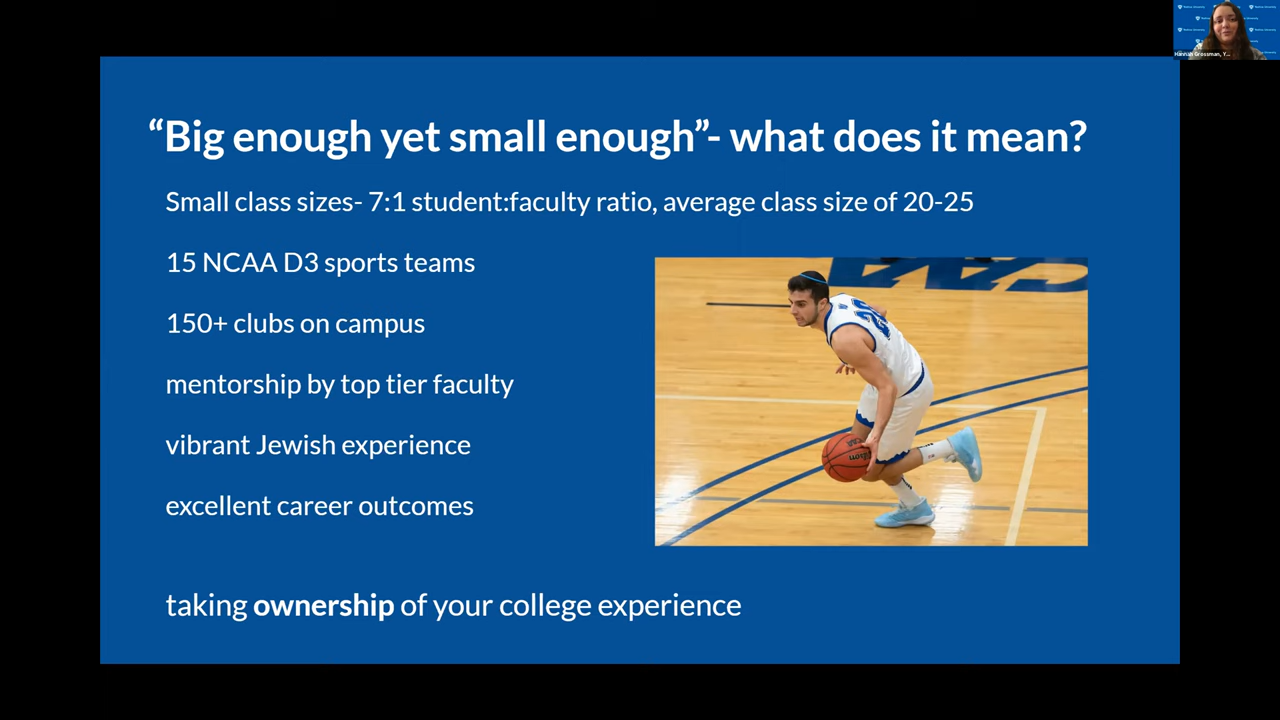 “Big enough yet small enough”- what does it mean?
Small class sizes- 7:1 student:faculty ratio, average class size of 20-25
15 NCAA D3 sports teams
150+ clubs on campus
mentorship by top tier faculty
vibrant Jewish experience
excellent career outcomes
taking ownership of your college experience
Hannah Grossman, Y...